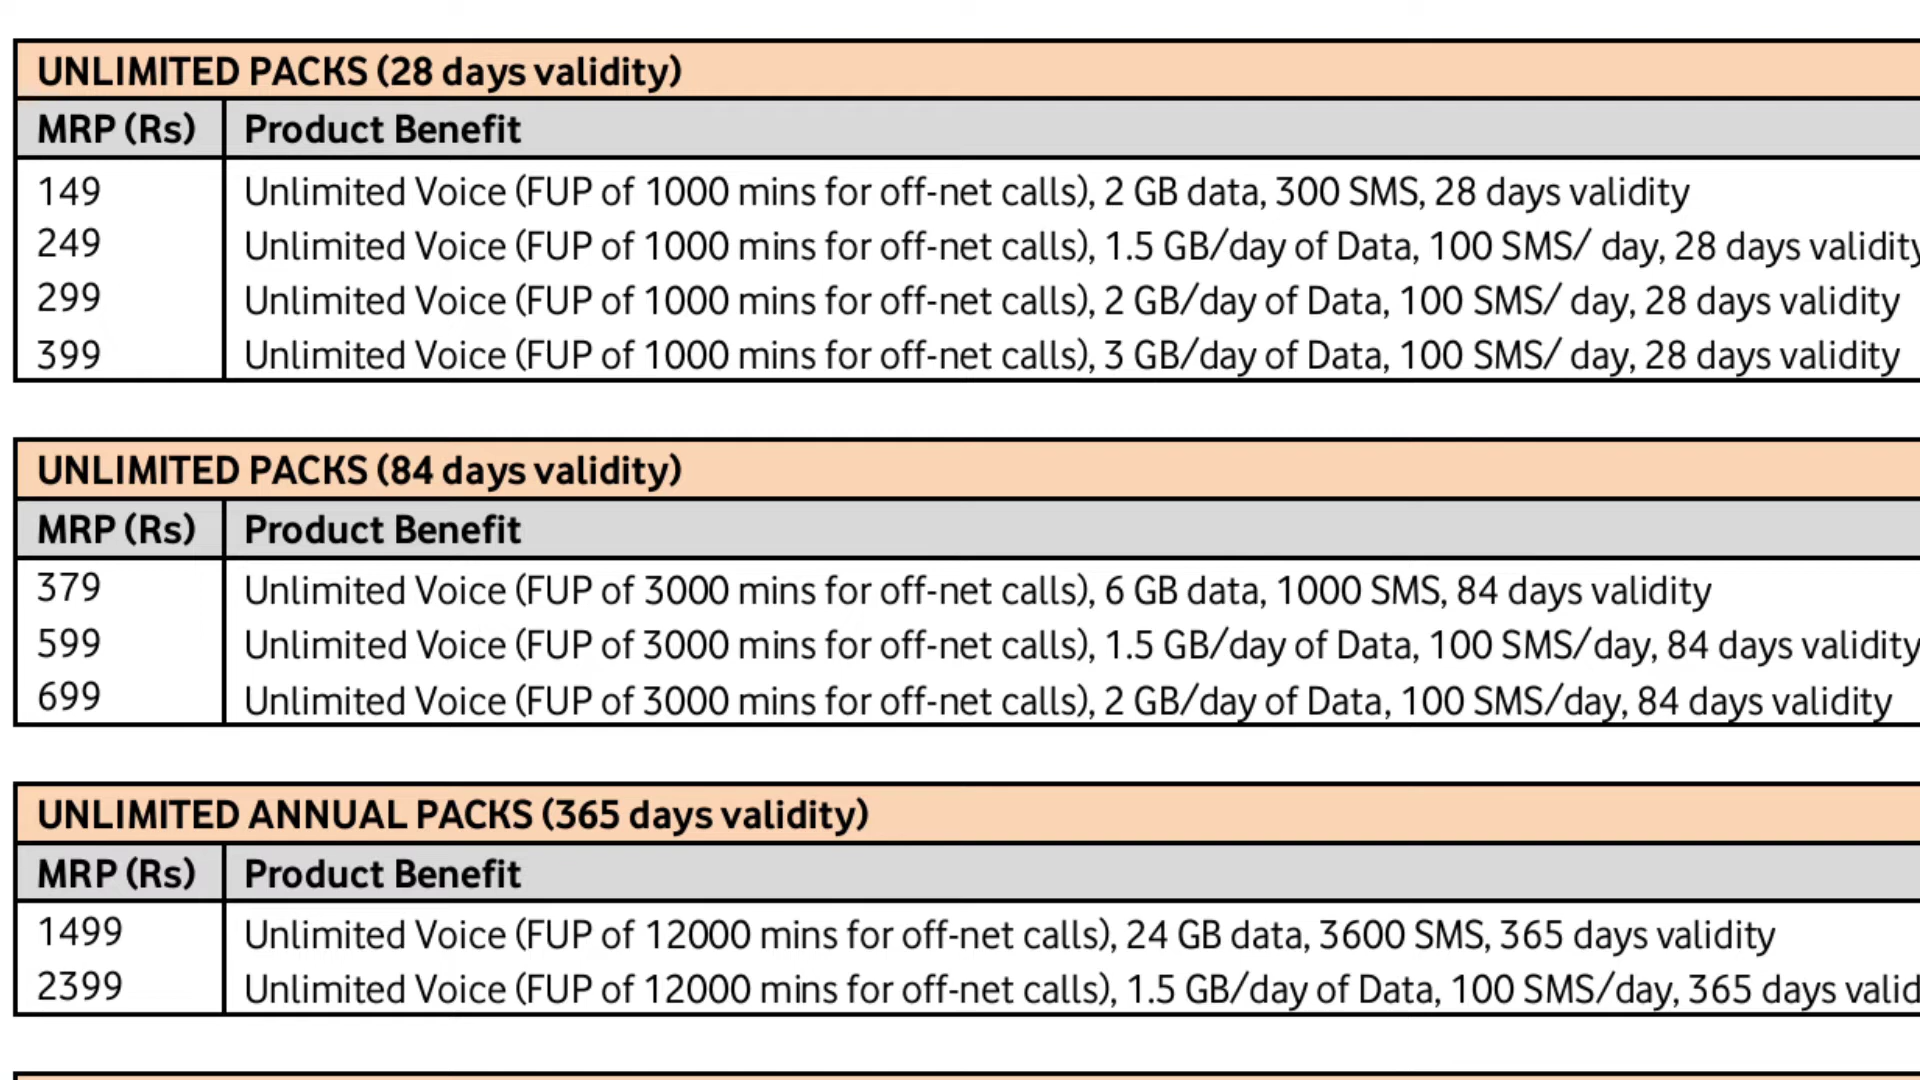 UNLIMITED PACKS (28 days validity)
MRP (Rs) Product Benefit
149 Unlimited Voice (FUP of 1000 mins for off-net calls), 2 GB data, 300 SMS, 28 days validity
249 Unlimited Voice (FUP of 1000 mins for off-net calls), 1.5 GB/day of Data, 100 SMS/ day, 28 days validity
299 Unlimited Voice (FUP of 1000 mins for off-net calls), 2 GB/day of Data, 100 SMS/ day, 28 days validity
399 Unlimited Voice (FUP of 1000 mins for off-net calls), 3 GB/day of Data, 100 SMS/ day, 28 days validity
UNLIMITED PACKS (84 days validity)
MRP (Rs) Product Benefit
379 Unlimited Voice (FUP of 3000 mins for off-net calls), 6 GB data, 1000 SMS, 84 days validity
599 Unlimited Voice (FUP of 3000 mins for off-net calls), 1.5 GB/day of Data, 100 SMS/day, 84 days validity
699 Unlimited Voice (FUP of 3000 mins for off-net calls), 2 GB/day of Data, 100 SMS/day, 84 days validity
UNLIMITED ANNUAL PACKS (365 days validity)
MRP (Rs) Product Benefit
1499 Unlimited Voice (FUP of 12000 mins for off-net calls), 24 GB data, 3600 SMS, 365 days validity
2399 Unlimited Voice (FUP of 12000 mins for off-net calls), 1.5 GB/day of Data, 100 SMS/day, 365 days valid